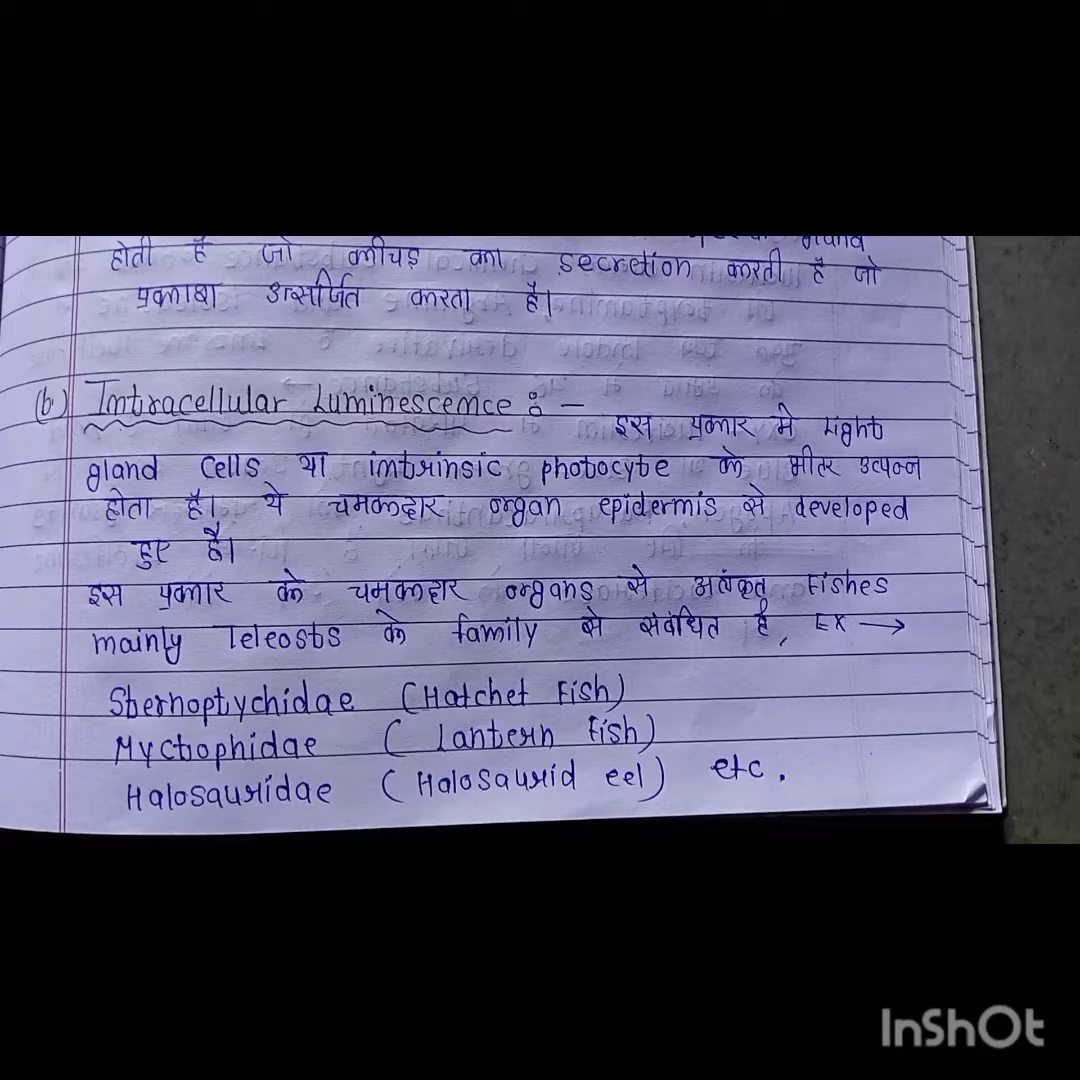 gland
होती है जो कीचड़ का secretion करती है जो
प्रकाश उत्सर्जित करता है।
(b) Intracellular Luminescence :- इस प्रकार मे Light
gland cells या intrinsic photocyte के भीतर उत्पन्न
होता है। ये चमकदार organ epidermis से developed
हुए है।
इस प्रकार के चमकदार organs से अलंकृत Fishes
mainly Teleosts के family से संबंधित है, EX →
Sternoptychidae (Hatchet Fish)
Myctophidae (Lantern Fish)
Halosauridae (Halosaurid eel) etc.
InShOt